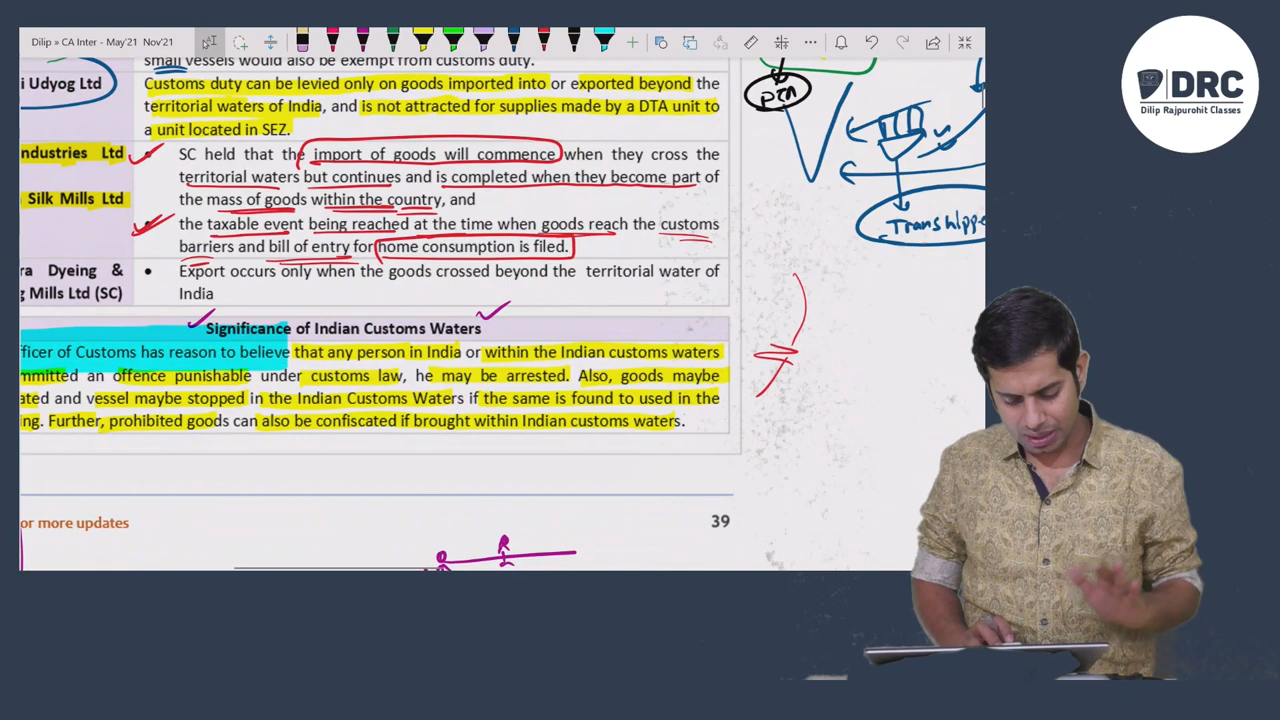 Dilip » CA Inter - May'21 Nov'21
DRC
Dilip Rajpurohit Classes
small vessels would also be exempt from customs duty.
i Udyog Ltd
Customs duty can be levied only on goods imported into or exported beyond the
territorial waters of India, and is not attracted for supplies made by a DTA unit to
a unit located in SEZ.
ndustries Ltd
SC held that the import of goods will commence when they cross the
territorial waters but continues and is completed when they become part of
Silk Mills Ltd
the mass of goods within the country, and
• the taxable event being reached at the time when goods reach the customs
barriers and bill of entry for home consumption is filed.
ra Dyeing &
• Export occurs only when the goods crossed beyond the territorial water of
g Mills Ltd (SC)
India
Significance of Indian Customs Waters
fficer of Customs has reason to believe that any person in India or within the Indian customs waters
mmitted an offence punishable under customs law, he may be arrested. Also, goods maybe
ated and vessel maybe stopped in the Indian Customs Waters if the same is found to used in the
ng. Further, prohibited goods can also be confiscated if brought within Indian customs waters.
or more updates
39
Transhippe